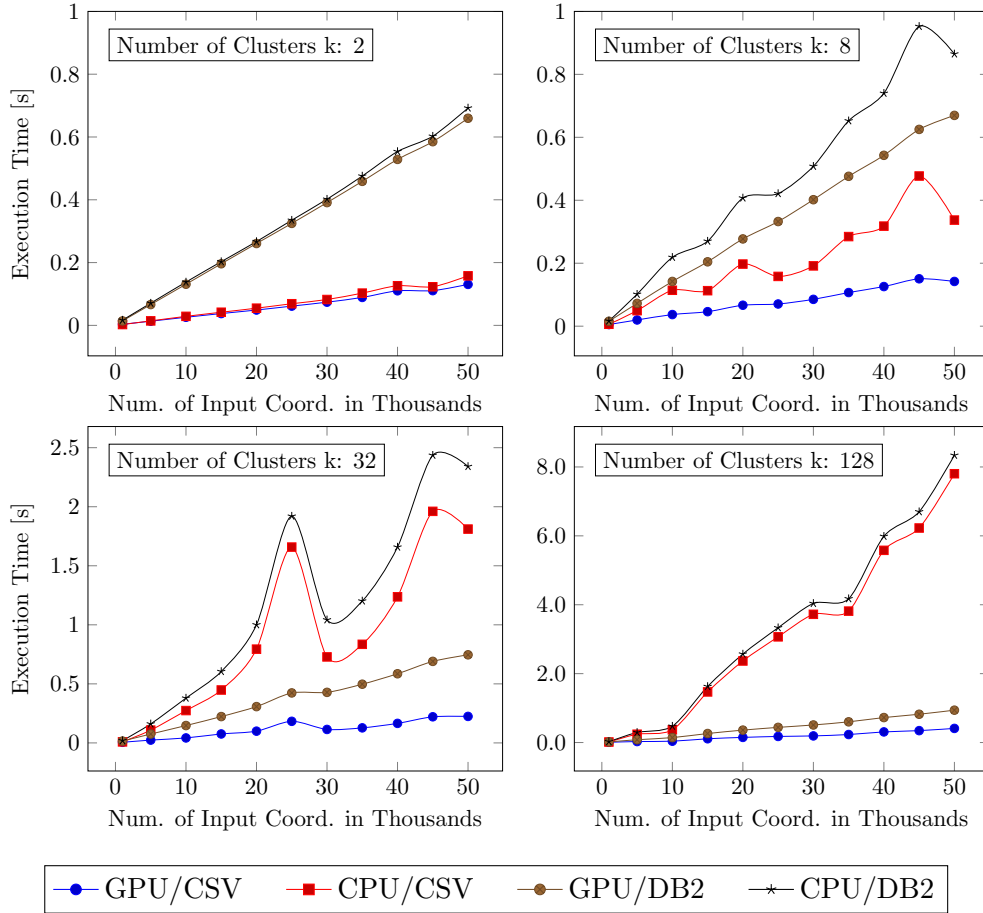 1
0.8
0.6
0.4
0.2
0
Execution Time [s]
Number of Clusters k: 2
0 10 20 30 40 50
Num. of Input Coord. in Thousands
1
0.8
0.6
0.4
0.2
0
Number of Clusters k: 8
0 10 20 30 40 50
Num. of Input Coord. in Thousands
2.5
2
1.5
1
0.5
0
Execution Time [s]
Number of Clusters k: 32
0 10 20 30 40 50
Num. of Input Coord. in Thousands
8.0
6.0
4.0
2.0
0.0
Number of Clusters k: 128
0 10 20 30 40 50
Num. of Input Coord. in Thousands
GPU/CSV CPU/CSV GPU/DB2 CPU/DB2